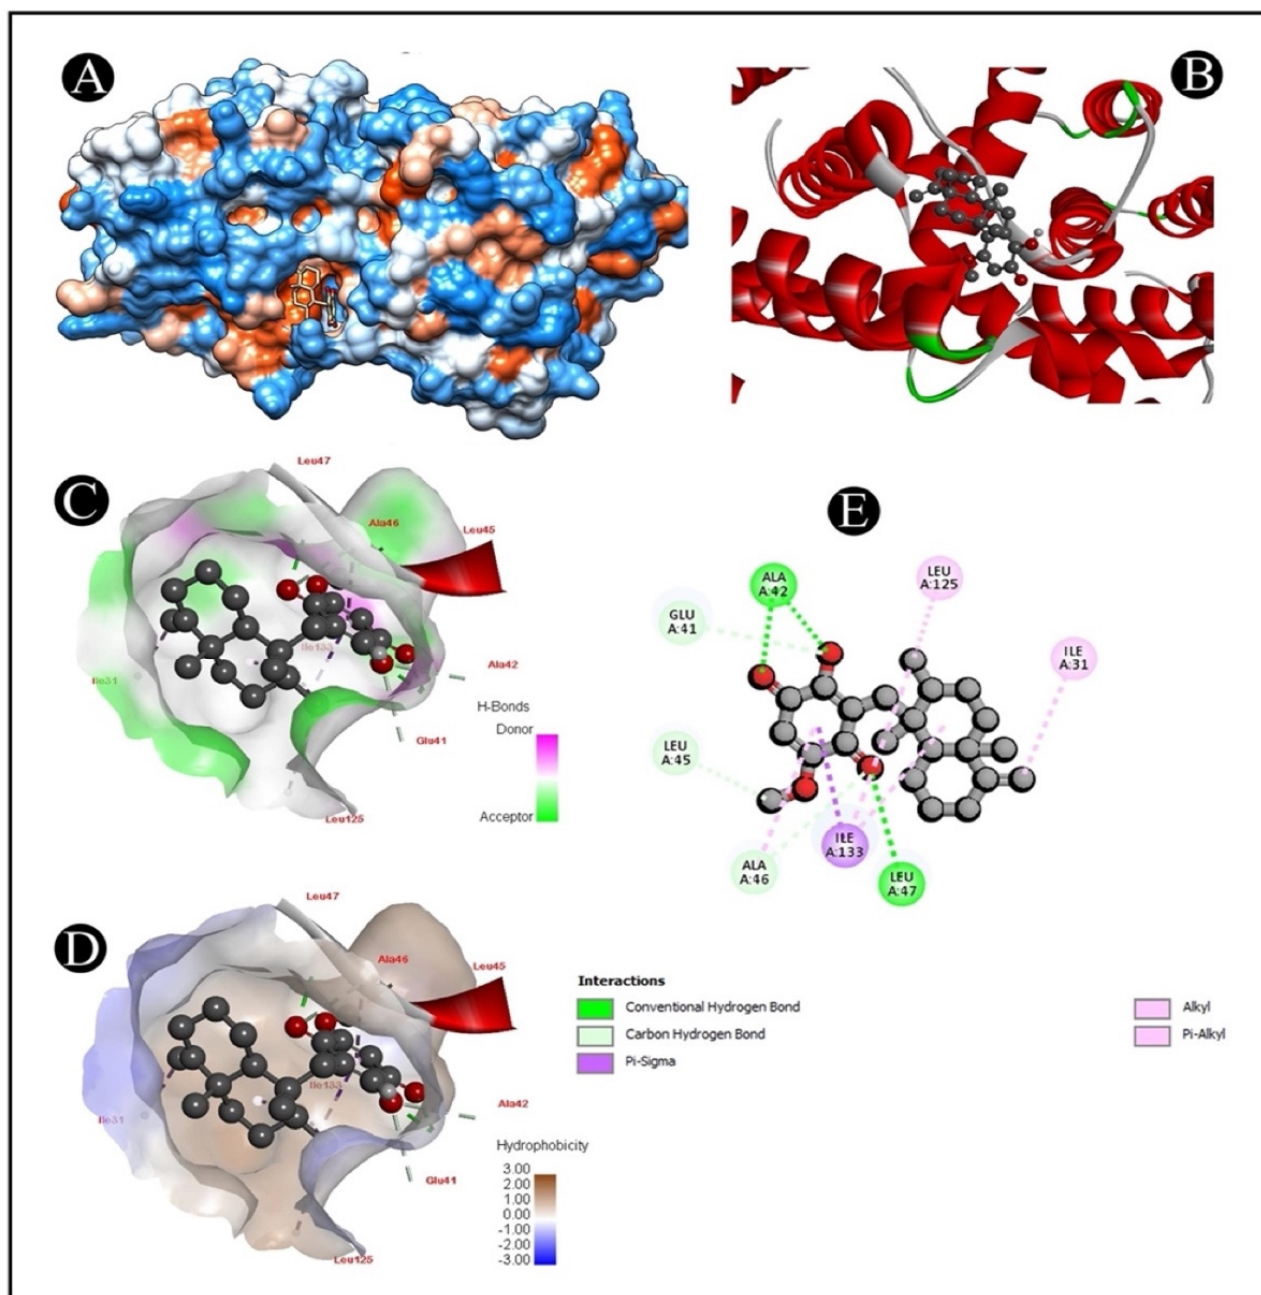 A
B
C
Leu47
Ala46
Leu45
Ile133
Ile31
Ala42
H-Bonds
Donor
Glu41
Acceptor
Leu125
E
ALA
A:42
LEU
A:125
GLU
A:41
ILE
A:31
LEU
A:45
ILE
A:133
ALA
A:46
LEU
A:47
D
Leu47
Ala46
Leu45
Ile133
Ile31
Ala42
Hydrophobicity
3.00
2.00
1.00
0.00
-1.00
-2.00
-3.00
Glu41
Leu125
Interactions
Conventional Hydrogen Bond
Carbon Hydrogen Bond
Pi-Sigma
Alkyl
Pi-Alkyl